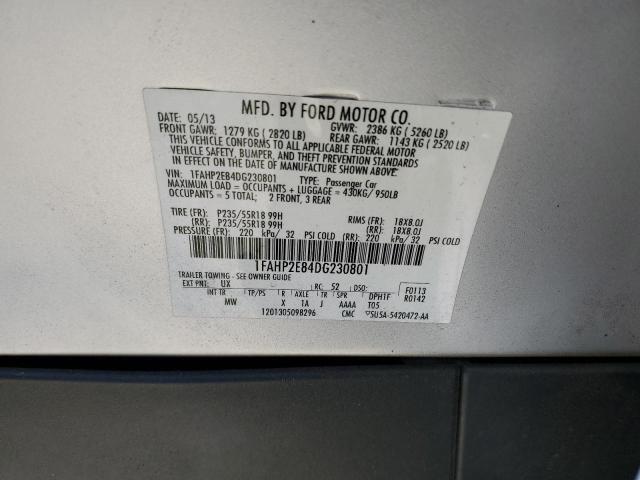 MFD. BY FORD MOTOR CO.
DATE: 05/13 GVWR: 2386 KG (5260 LB)
FRONT GAWR: 1279 KG (2820 LB) REAR GAWR: 1143 KG (2520 LB)
THIS VEHICLE CONFORMS TO ALL APPLICABLE FEDERAL MOTOR
VEHICLE SAFETY, BUMPER, AND THEFT PREVENTION STANDARDS
IN EFFECT ON THE DATE OF MANUFACTURE SHOWN ABOVE.
VIN: 1FAHP2EB4DG230801 TYPE: Passenger Car
MAXIMUM LOAD = OCCUPANTS + LUGGAGE = 430KG/950LB
OCCUPANTS = 5 TOTAL; 2 FRONT, 3 REAR
TIRE (FR): P235/55R18 99H RIMS (FR): 18X8.0J
(RR): P235/55R18 99H (RR): 18X8.0J
PRESSURE (FR): 220 kPa/ 32 PSI COLD (RR): 220 kPa/ 32 PSI COLD
1FAHP2EB4DG230801
TRAILER TOWING - SEE OWNER GUIDE
EXT PNT: UX RC: 52 DSO: F0113
R0142
INT TR TP/PS R AXLE TR SPR DPH1F
MW X 1A J AAAA T05
1201305098296 CMC 5U5A-5420472-AA